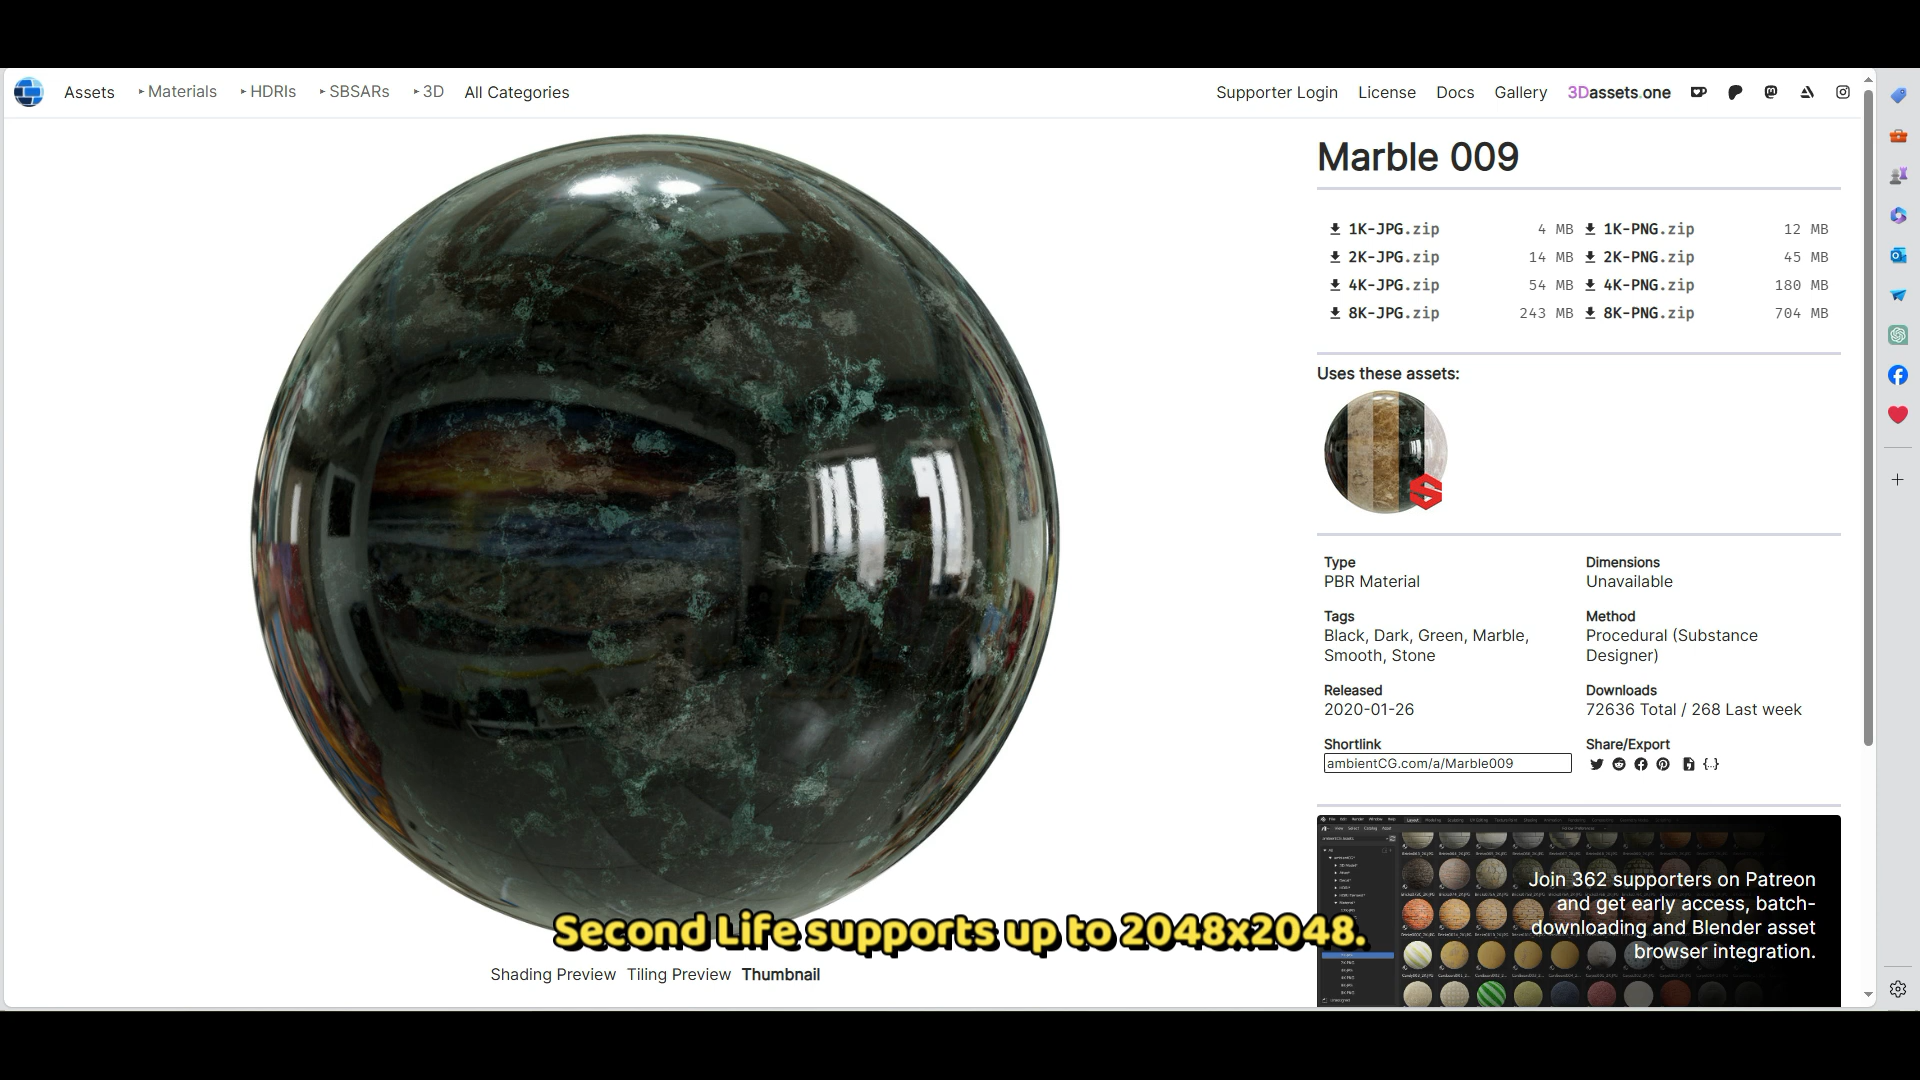 Assets Materials HDRIs SBSARs 3D All Categories Supporter Login License Docs Gallery 3Dassets.one
Marble 009
1K-JPG.zip 4 MB 1K-PNG.zip 12 MB
2K-JPG.zip 14 MB 2K-PNG.zip 45 MB
4K-JPG.zip 54 MB 4K-PNG.zip 180 MB
8K-JPG.zip 243 MB 8K-PNG.zip 704 MB
Uses these assets:
Type
PBR Material
Dimensions
Unavailable
Tags
Black, Dark, Green, Marble,
Smooth, Stone
Method
Procedural (Substance
Designer)
Released
2020-01-26
Downloads
72636 Total / 268 Last week
Shortlink
ambientCG.com/a/Marble009
Share/Export
Join 362 supporters on Patreon
and get early access, batch-
downloading and Blender asset
browser integration.
Second Life supports up to 2048x2048.
Shading Preview Tiling Preview Thumbnail